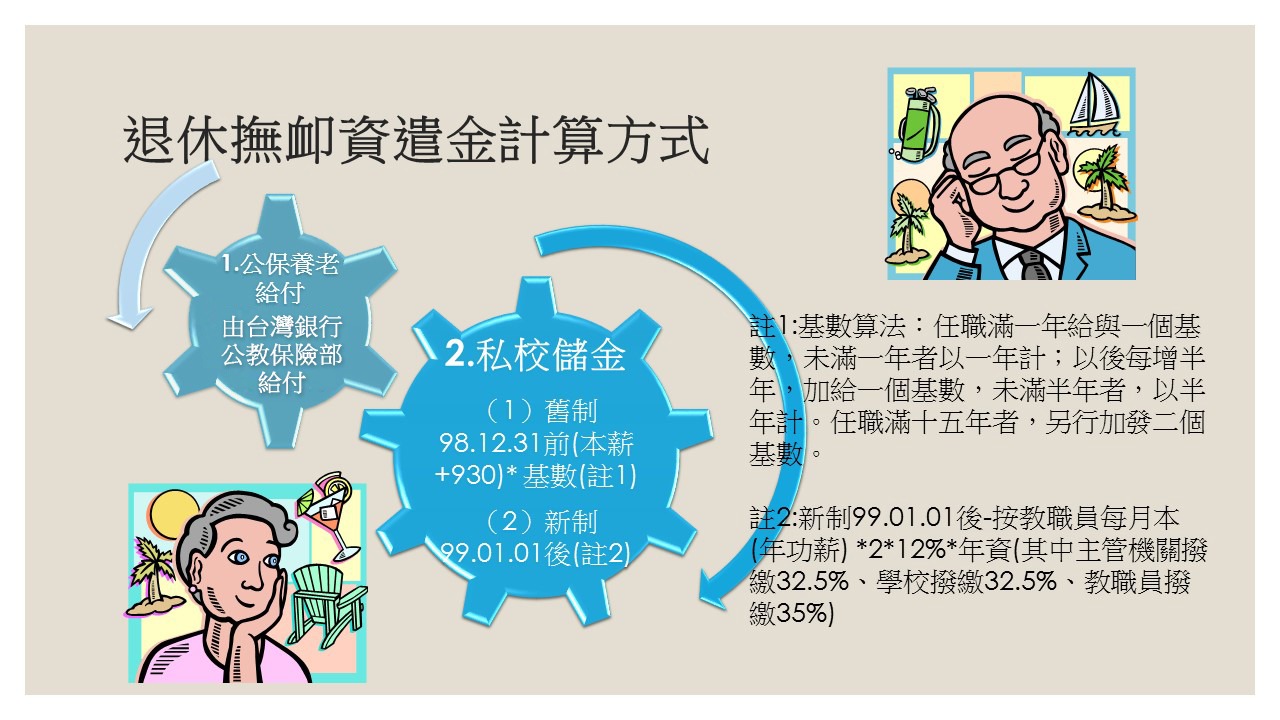 退休撫卹資遣金計算方式
1.公保養老
給付
由台灣銀行
公教保險部
給付
2.私校儲金
（1）舊制
98.12.31前(本薪
+930)* 基數(註1)
（2）新制
99.01.01後(註2)
註1:基數算法：任職滿一年給與一個基
數，未滿一年者以一年計；以後每增半
年，加給一個基數，未滿半年者，以半
年計。任職滿十五年者，另行加發二個
基數。
註2:新制99.01.01後-按教職員每月本
(年功薪) *2*12%*年資(其中主管機關撥
繳32.5%、學校撥繳32.5%、教職員撥
繳35%)